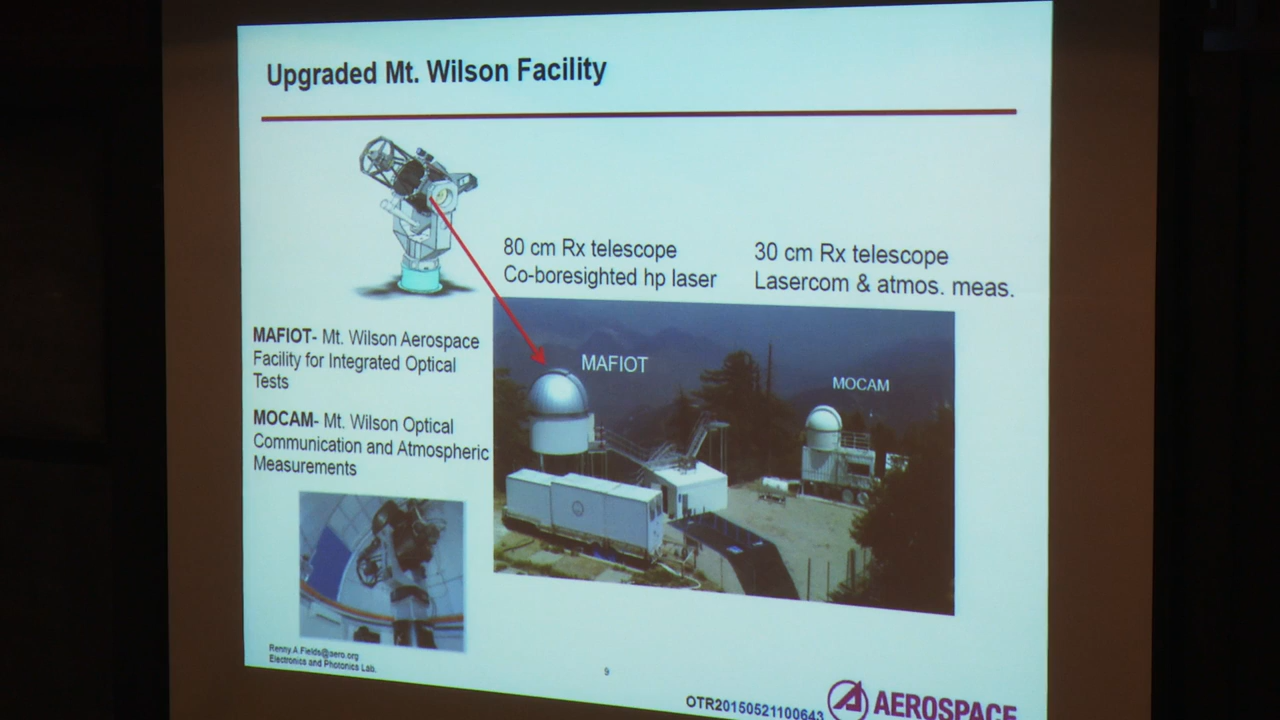 Upgraded Mt. Wilson Facility
80 cm Rx telescope
Co-boresighted hp laser
30 cm Rx telescope
Lasercom & atmos. meas.
MAFIOT- Mt. Wilson Aerospace
Facility for Integrated Optical
Tests
MOCAM- Mt. Wilson Optical
Communication and Atmospheric
Measurements
MAFIOT
MOCAM
Renny.A.Fields@aero.org
Electronics and Photonics Lab.
9
OTR20150521100643
AEROSPACE